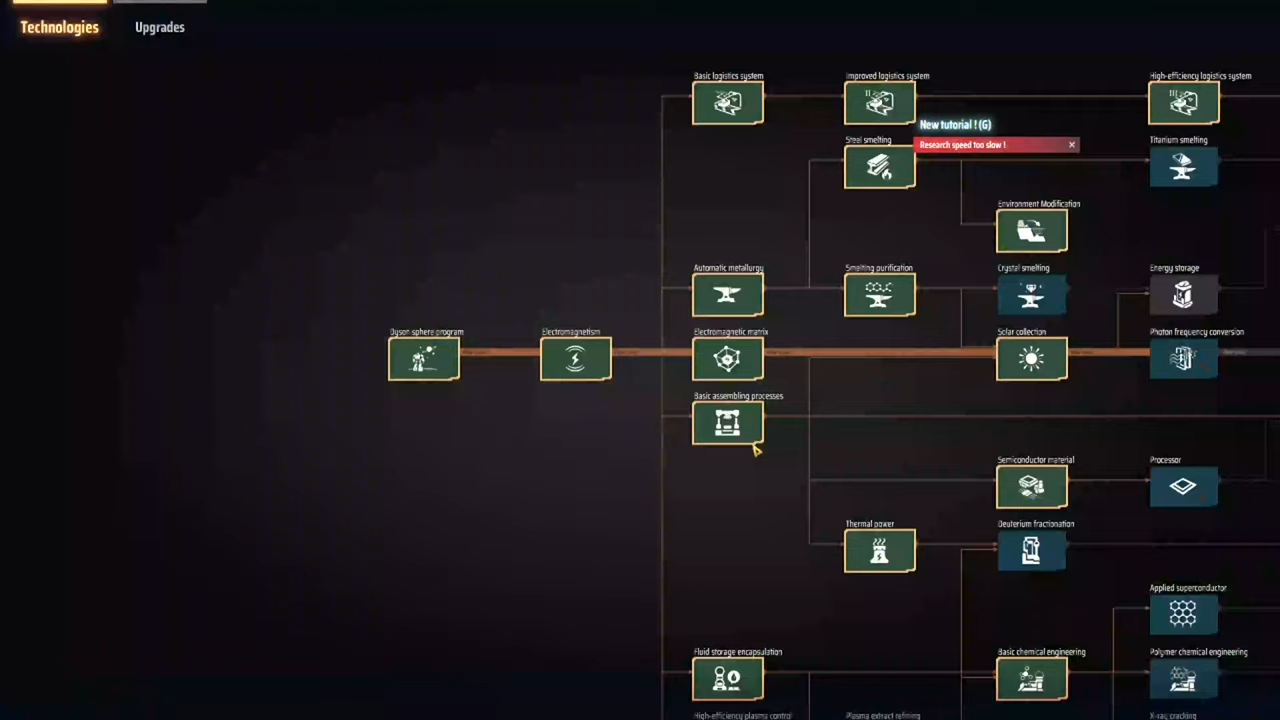 Technologies
Upgrades
Basic logistics system
Improved logistics system
High-efficiency logistics system
New tutorial ! (G)
Research speed too slow !
Steel smelting
Titanium smelting
Environment Modification
Automatic metallurgy
Smelting purification
Crystal smelting
Energy storage
Dyson sphere program
Electromagnetism
Electromagnetic matrix
Solar collection
Photon frequency conversion
Basic assembling processes
Semiconductor material
Processor
Thermal power
Deuterium fractionation
Applied superconductor
Fluid storage encapsulation
Basic chemical engineering
Polymer chemical engineering
High-efficiency plasma control
Plasma extract refining
X-ray cracking